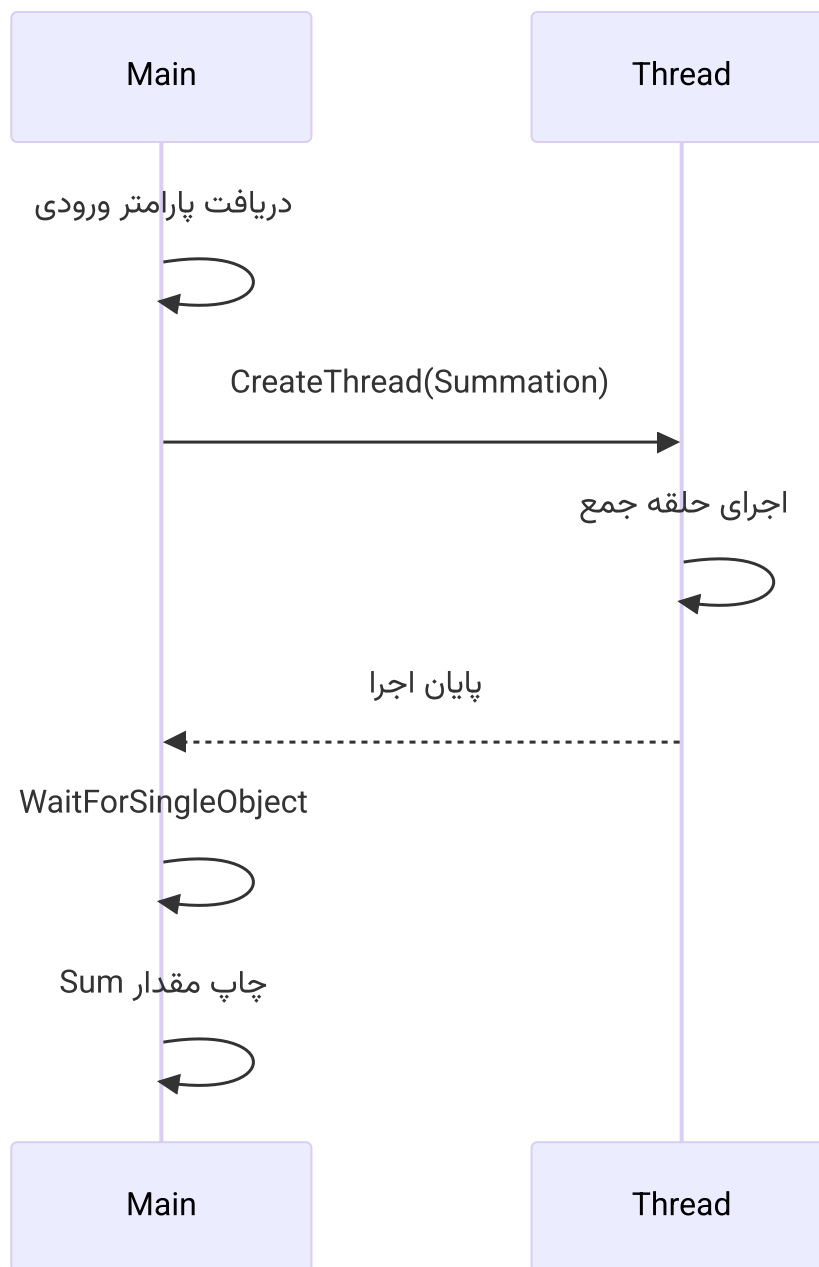 Main
Thread
دریافت پارامتر ورودی
CreateThread(Summation)
اجرای حلقه جمع
پایان اجرا
WaitForSingleObject
چاپ مقدار Sum
Main
Thread